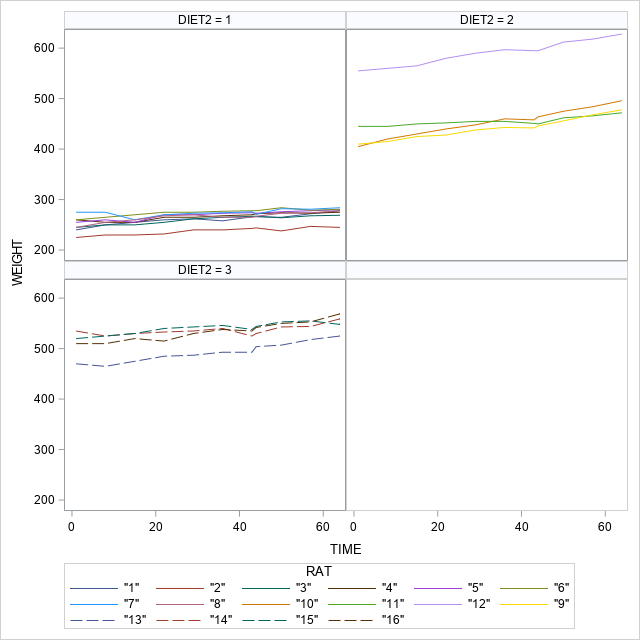 DIET2 = 1 DIET2 = 2
600
500
400
300
200
WEIGHT
DIET2 = 3
600
500
400
300
200
0 20 40 60 0 20 40 60
TIME
RAT
"1" "2" "3" "4" "5" "6"
"7" "8" "10" "11" "12" "9"
"13" "14" "15" "16"